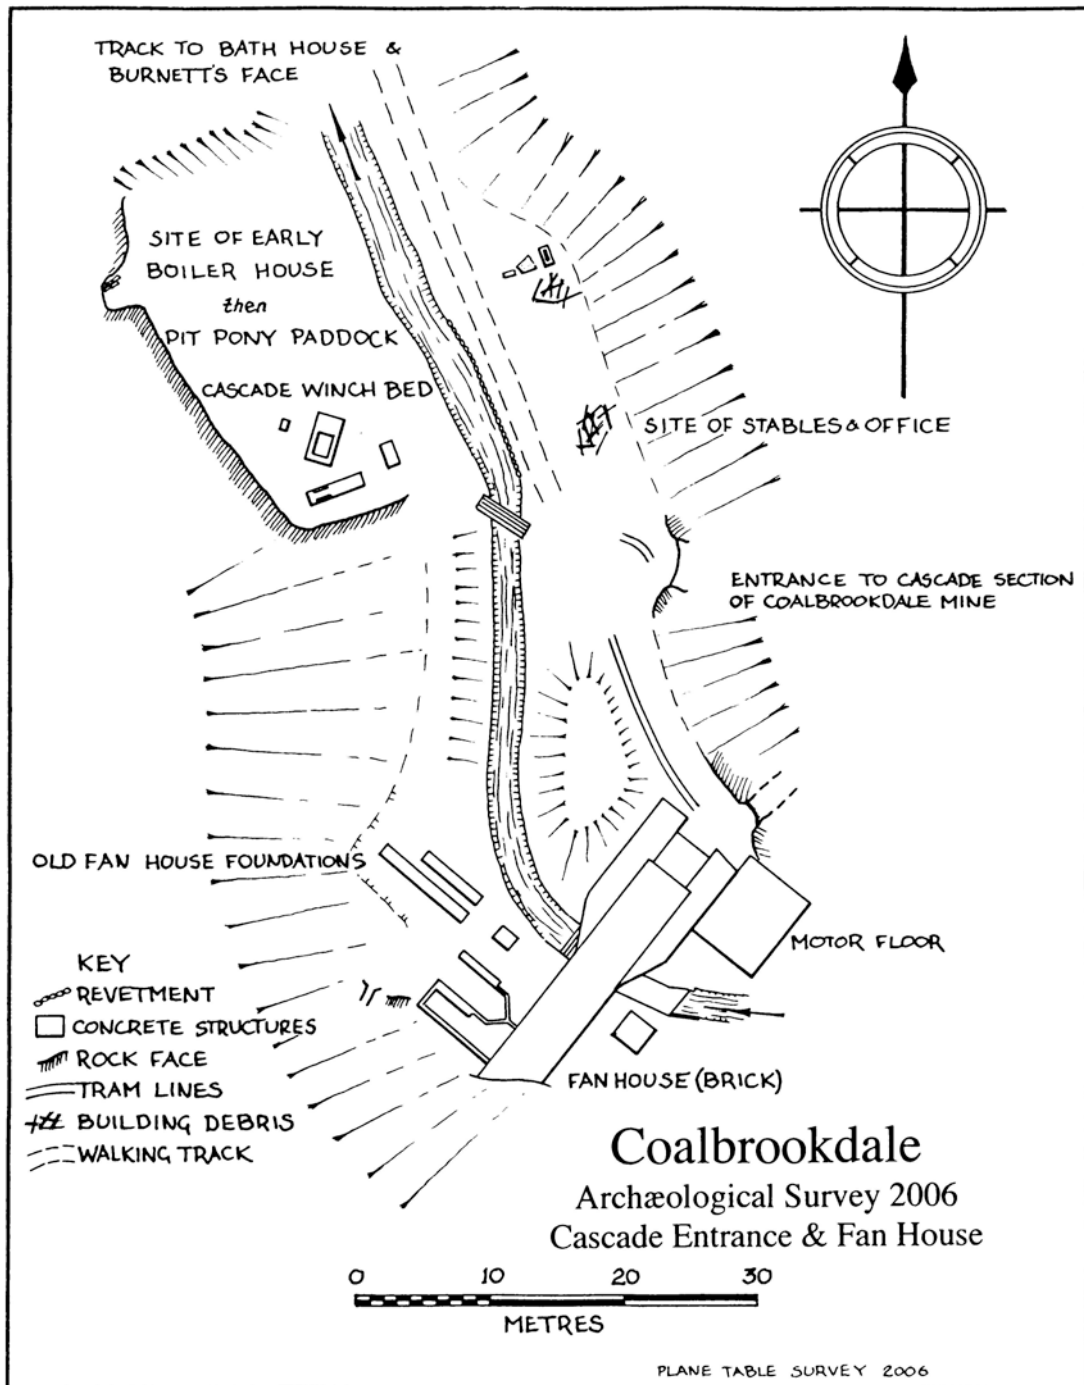 TRACK TO BATH HOUSE &
BURNETT'S FACE
SITE OF EARLY
BOILER HOUSE
then
PIT PONY PADDOCK
CASCADE WINCH BED
SITE OF STABLES & OFFICE
ENTRANCE TO CASCADE SECTION
OF COALBROOKDALE MINE
OLD FAN HOUSE FOUNDATIONS
MOTOR FLOOR
KEY
REVETMENT
CONCRETE STRUCTURES
ROCK FACE
TRAM LINES
BUILDING DEBRIS
WALKING TRACK
FAN HOUSE (BRICK)
Coalbrookdale
Archæological Survey 2006
Cascade Entrance & Fan House
0 10 20 30
METRES
PLANE TABLE SURVEY 2006